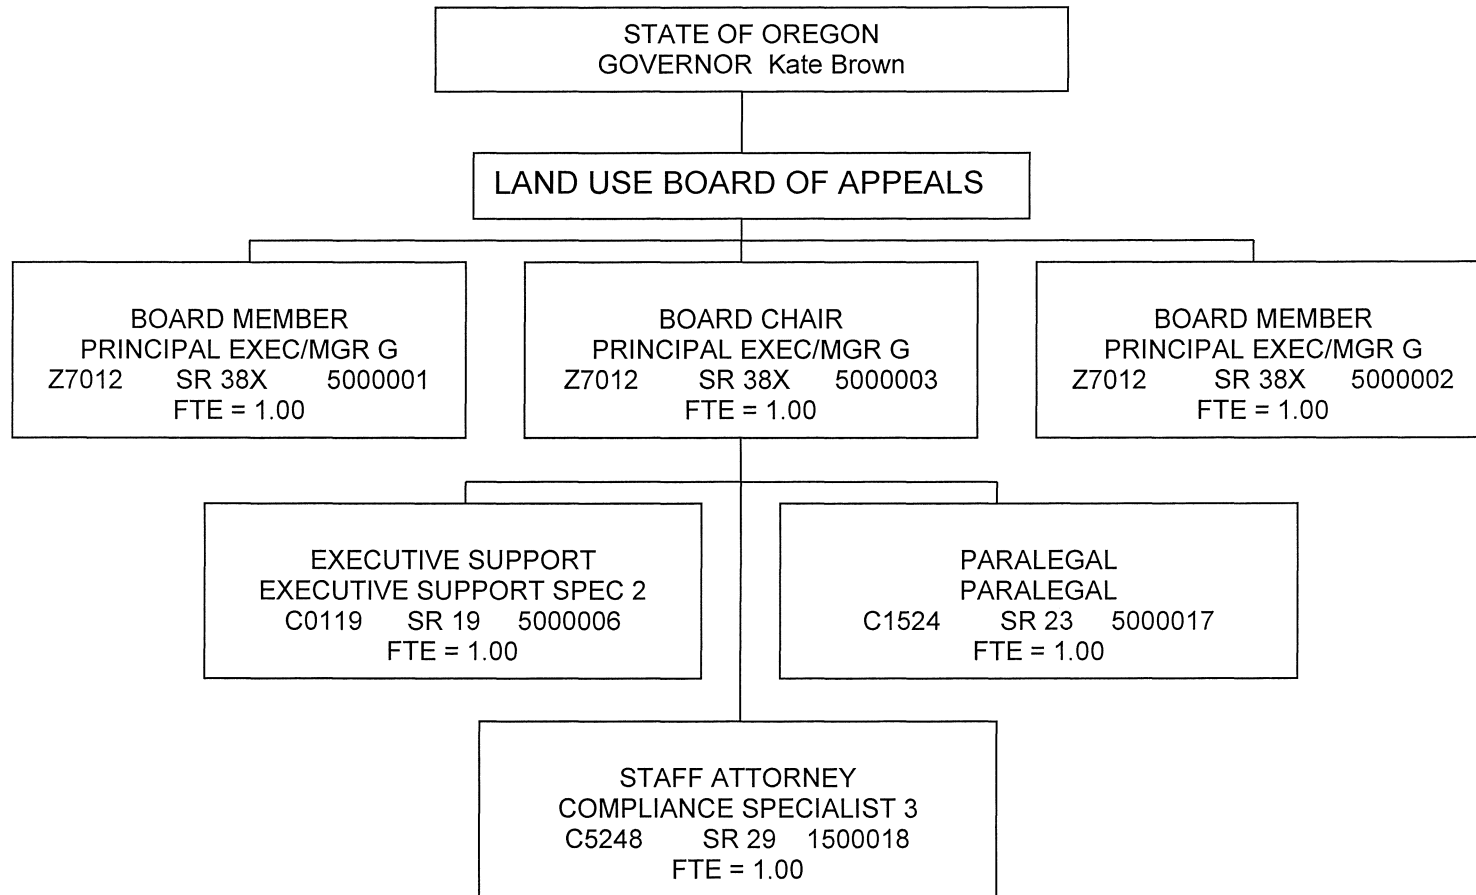 STATE OF OREGON
GOVERNOR Kate Brown
LAND USE BOARD OF APPEALS
BOARD MEMBER
PRINCIPAL EXEC/MGR G
Z7012 SR 38X 5000001
FTE = 1.00
BOARD CHAIR
PRINCIPAL EXEC/MGR G
Z7012 SR 38X 5000003
FTE = 1.00
BOARD MEMBER
PRINCIPAL EXEC/MGR G
Z7012 SR 38X 5000002
FTE = 1.00
EXECUTIVE SUPPORT
EXECUTIVE SUPPORT SPEC 2
C0119 SR 19 5000006
FTE = 1.00
PARALEGAL
PARALEGAL
C1524 SR 23 5000017
FTE = 1.00
STAFF ATTORNEY
COMPLIANCE SPECIALIST 3
C5248 SR 29 1500018
FTE = 1.00